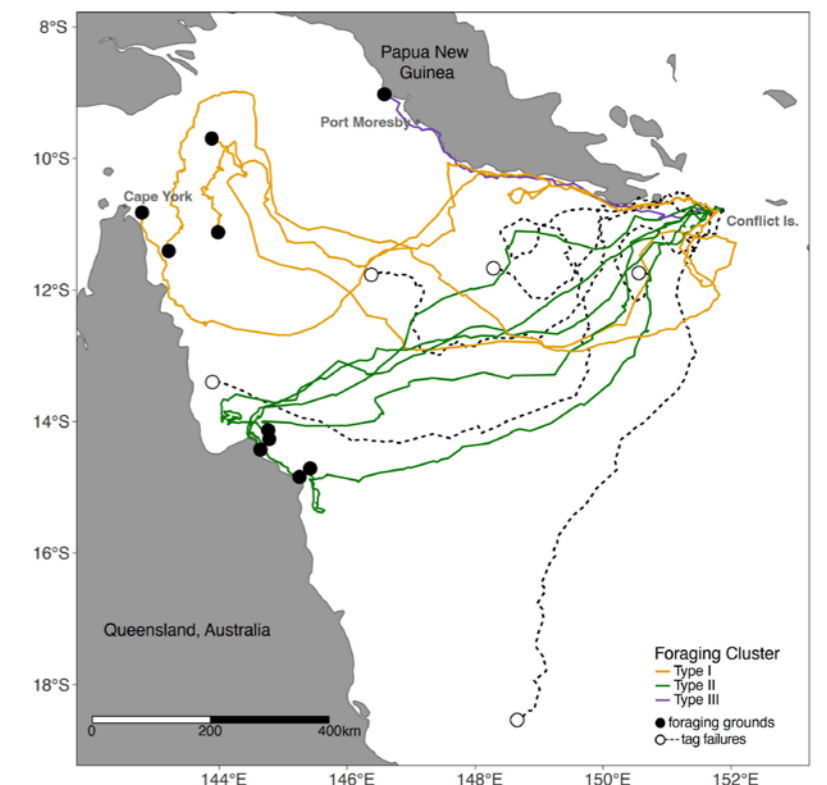 8°S
10°S
12°S
14°S
16°S
18°S
Papua New
Guinea
Port Moresby
Cape York
Conflict Is.
Queensland, Australia
0
200
400km
Foraging Cluster
Type I
Type II
Type III
foraging grounds
tag failures
144°E
146°E
148°E
150°E
152°E